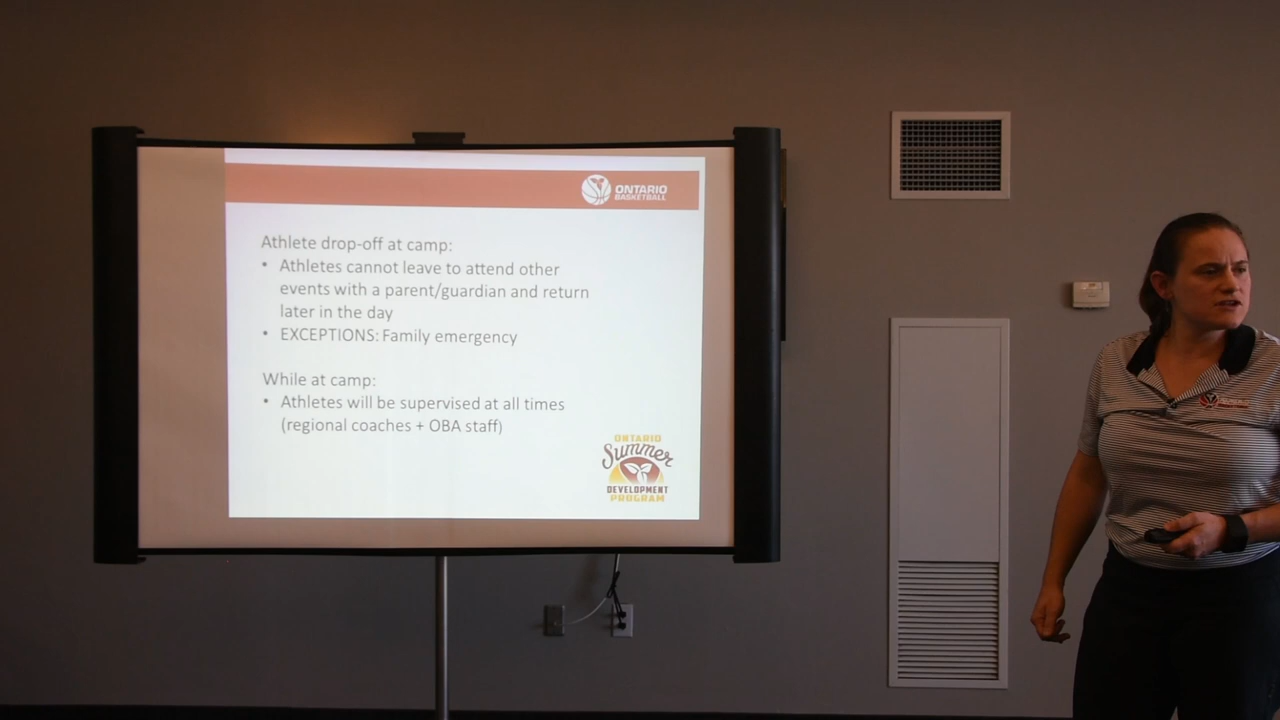 ONTARIO
BASKETBALL
Athlete drop-off at camp:
• Athletes cannot leave to attend other
events with a parent/guardian and return
later in the day
• EXCEPTIONS: Family emergency
While at camp:
• Athletes will be supervised at all times
(regional coaches + OBA staff)
ONTARIO
Summer
DEVELOPMENT
PROGRAM